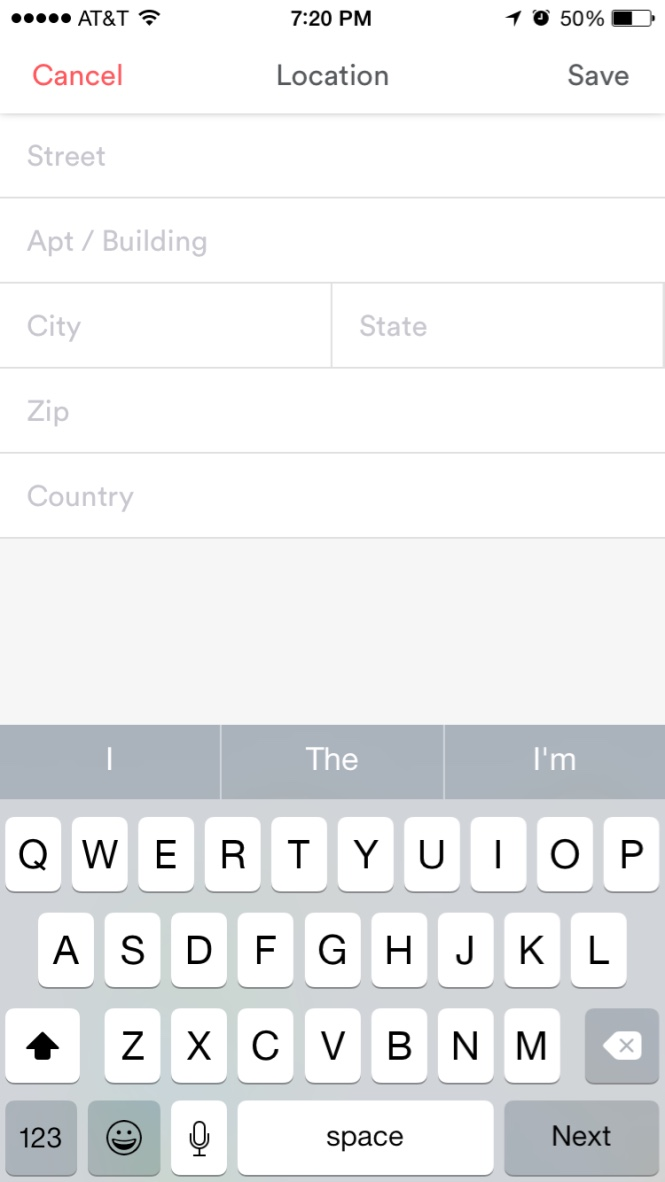 AT&T 7:20 PM 50%
Cancel Location Save
Street
Apt / Building
City State
Zip
Country
I The I'm
Q W E R T Y U I O P
A S D F G H J K L
Z X C V B N M
123 space Next